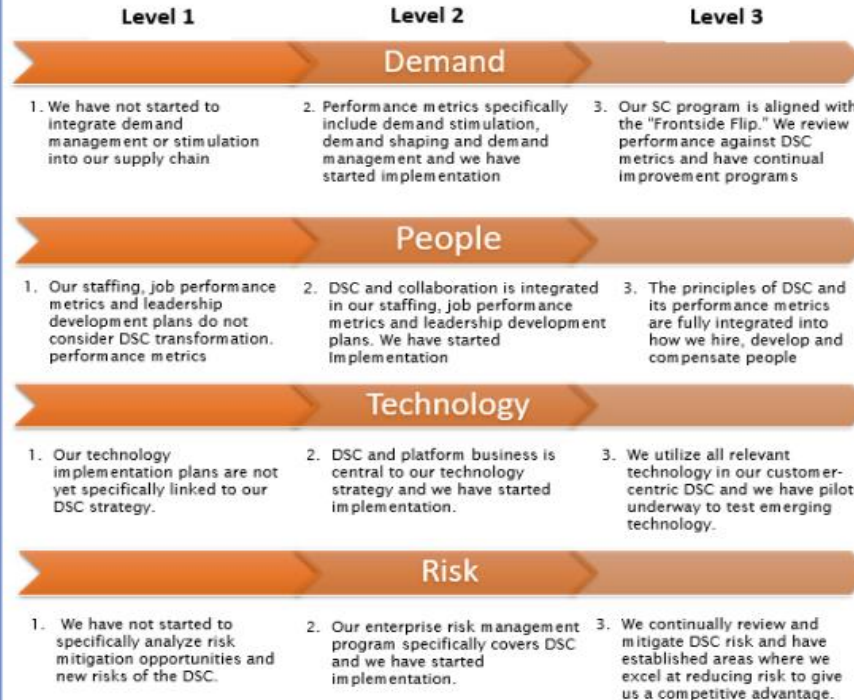 Level 1
Level 2
Level 3
Demand
1. We have not started to
integrate demand
management or stimulation
into our supply chain
2. Performance metrics specifically
include demand stimulation,
demand shaping and demand
management and we have
started implementation
3. Our SC program is aligned with
the "Frontside Flip." We review
performance against DSC
metrics and have continual
improvement programs
People
1. Our staffing, job performance
metrics and leadership
development plans do not
consider DSC transformation.
performance metrics
2. DSC and collaboration is integrated
in our staffing, job performance
metrics and leadership development
plans. We have started
Implementation
3. The principles of DSC and
its performance metrics
are fully integrated into
how we hire, develop and
compensate people
Technology
1. Our technology
implementation plans are not
yet specifically linked to our
DSC strategy.
2. DSC and platform business is
central to our technology
strategy and we have started
implementation.
3. We utilize all relevant
technology in our customer-
centric DSC and we have pilot
underway to test emerging
technology.
Risk
1. We have not started to
specifically analyze risk
mitigation opportunities and
new risks of the DSC.
2. Our enterprise risk management
program specifically covers DSC
and we have started
implementation.
3. We continually review and
mitigate DSC risk and have
established areas where we
excel at reducing risk to give
us a competitive advantage.